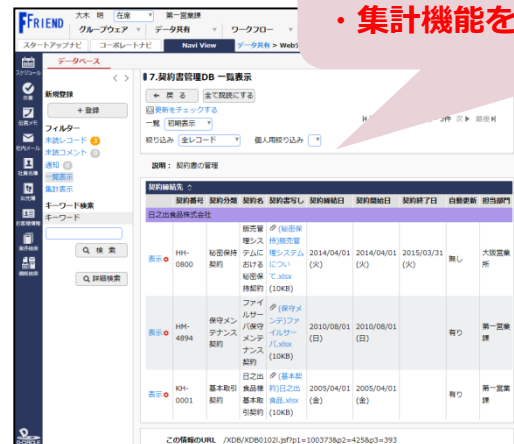 FRIEND
大木 明 在席 第一営業課
グループウェア データ共有 ワークフロー
・集計機能を
スタートアップナビ コーポレートナビ Navi View データ共有 > Web
データベース
スケジュール
伝言メモ
社内メール
社員名簿
新規登録
+ 登録
フィルター
未読レコード 3
未読コメント 0
通知 0
一覧表示
集計表示
キーワード検索
キーワード
検 索
詳細検索
7.契約書管理DB 一覧表示
← 戻 る 全て既読にする
更新をチェックする
一覧 初期表示
件 次 最後
絞り込み 全レコード 個人用絞り込み
説明： 契約書の管理
契約締結先
契約番号 契約分類 契約名 契約書写し 契約締結日 契約開始日 契約終了日 自動更新 担当部門
日之出食品株式会社
表示 HH-0800 秘密保持契約 販売管理システムにおける秘密保持契約 (秘密保持)販売管理システムについて.xlsx (10KB) 2014/04/01 (火) 2014/04/01 (火) 2015/03/31 (火) 無し 大阪営業所
表示 HM-4894 保守メンテナンス契約 ファイルサーバ保守メンテナンス契約 (保守メンテ)ファイルサーバ.xlsx (10KB) 2010/08/01 (日) 2010/08/01 (日) 有り 第一営業課
表示 KH-0001 基本取引契約 日之出食品様基本取引契約 (基本契約)日之出食品.xlsx (10KB) 2005/04/01 (金) 2005/04/01 (金) 有り 第一営業課
この情報のURL /XDB/XDB0102l.jsf?p1=100373&p2=425&p3=393